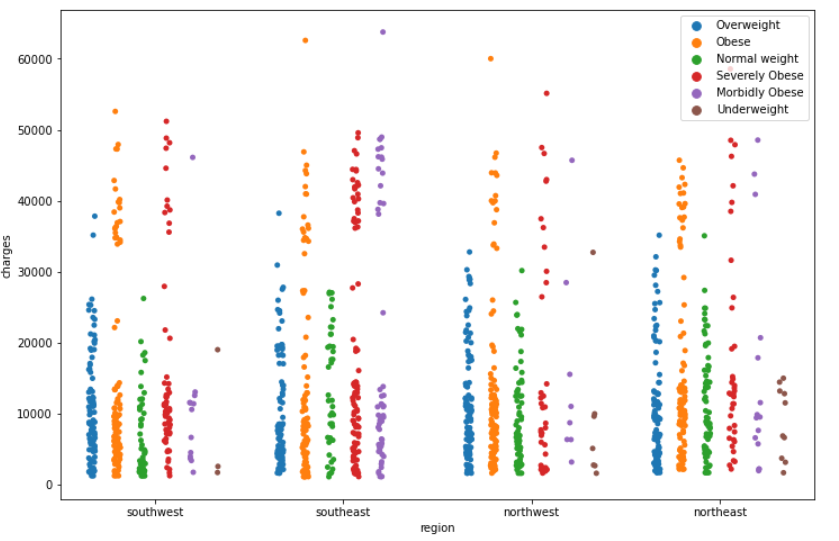 Overweight
Obese
Normal weight
Severely Obese
Morbidly Obese
Underweight
60000
50000
40000
30000
20000
10000
0
charges
southwest southeast northwest northeast
region